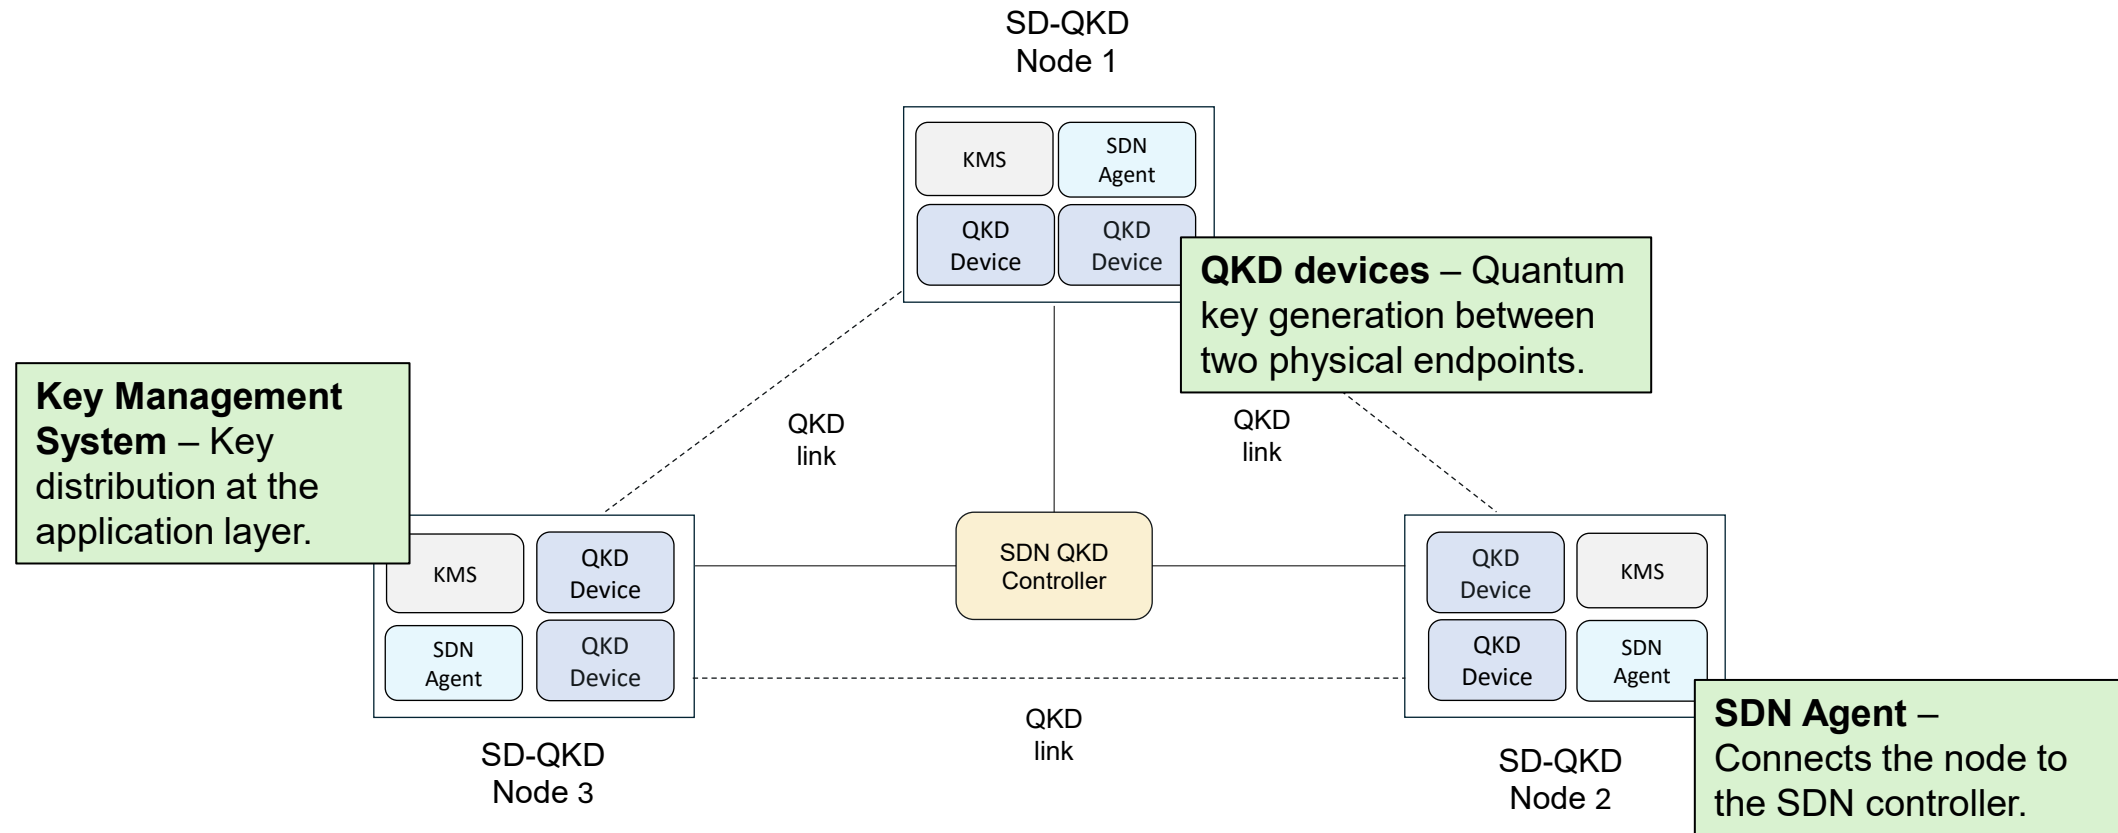 SD-QKD
Node 1
KMS
SDN
Agent
QKD
Device
QKD
Device
QKD devices – Quantum
key generation between
two physical endpoints.
Key Management
System – Key
distribution at the
application layer.
QKD
link
QKD
link
KMS
QKD
Device
SDN
Agent
QKD
Device
SDN QKD
Controller
QKD
Device
KMS
QKD
Device
SDN
Agent
QKD
link
SD-QKD
Node 3
SD-QKD
Node 2
SDN Agent –
Connects the node to
the SDN controller.